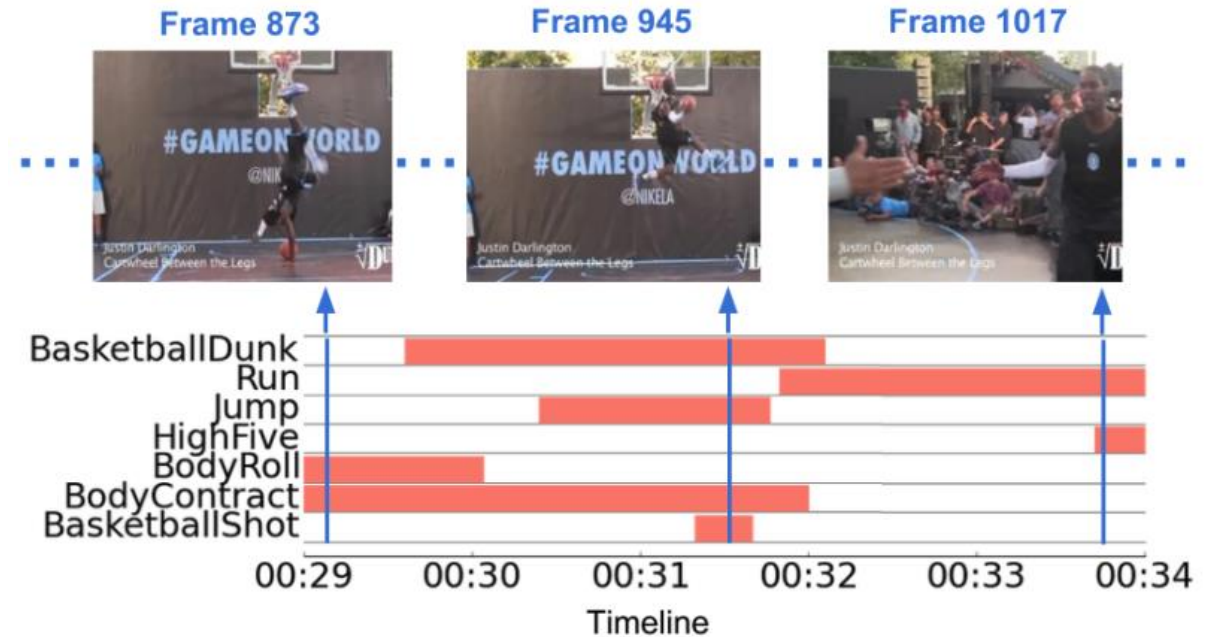 Frame 873
Frame 945
Frame 1017
#GAMEON WORLD
@NIK
Justin Darlington
Cartwheel Between the Legs
#GAMEON WORLD
@NIKELA
Justin Darlington
Cartwheel Between the Legs
Justin Darlington
Cartwheel Between the Legs
BasketballDunk
Run
Jump
HighFive
BodyRoll
BodyContract
BasketballShot
00:29 00:30 00:31 00:32 00:33 00:34
Timeline